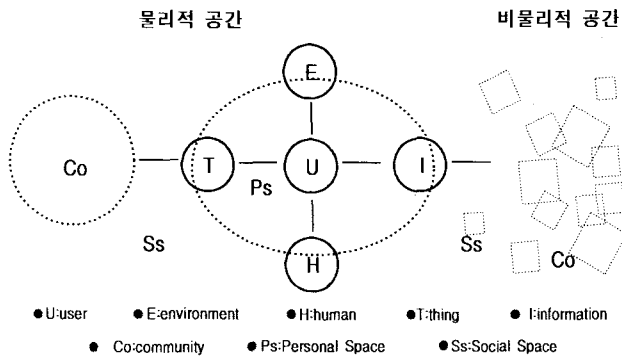 물리적 공간 비물리적 공간
E
Co T U I
Ps
Ss Ss
H Co
●U:user ●E:environment ●H:human ●T:thing ●I:information
●Co:community ●Ps:Personal Space ●Ss:Social Space